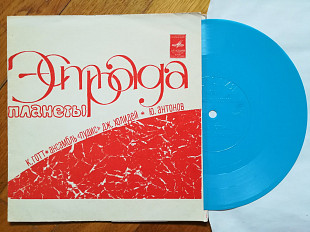 Эстрада
планеты
К. ГОТТ • АНСАМБЛЬ «ПУДИС» ДЖ. ХОЛИДЕЙ • Ю. АНТОНОВ